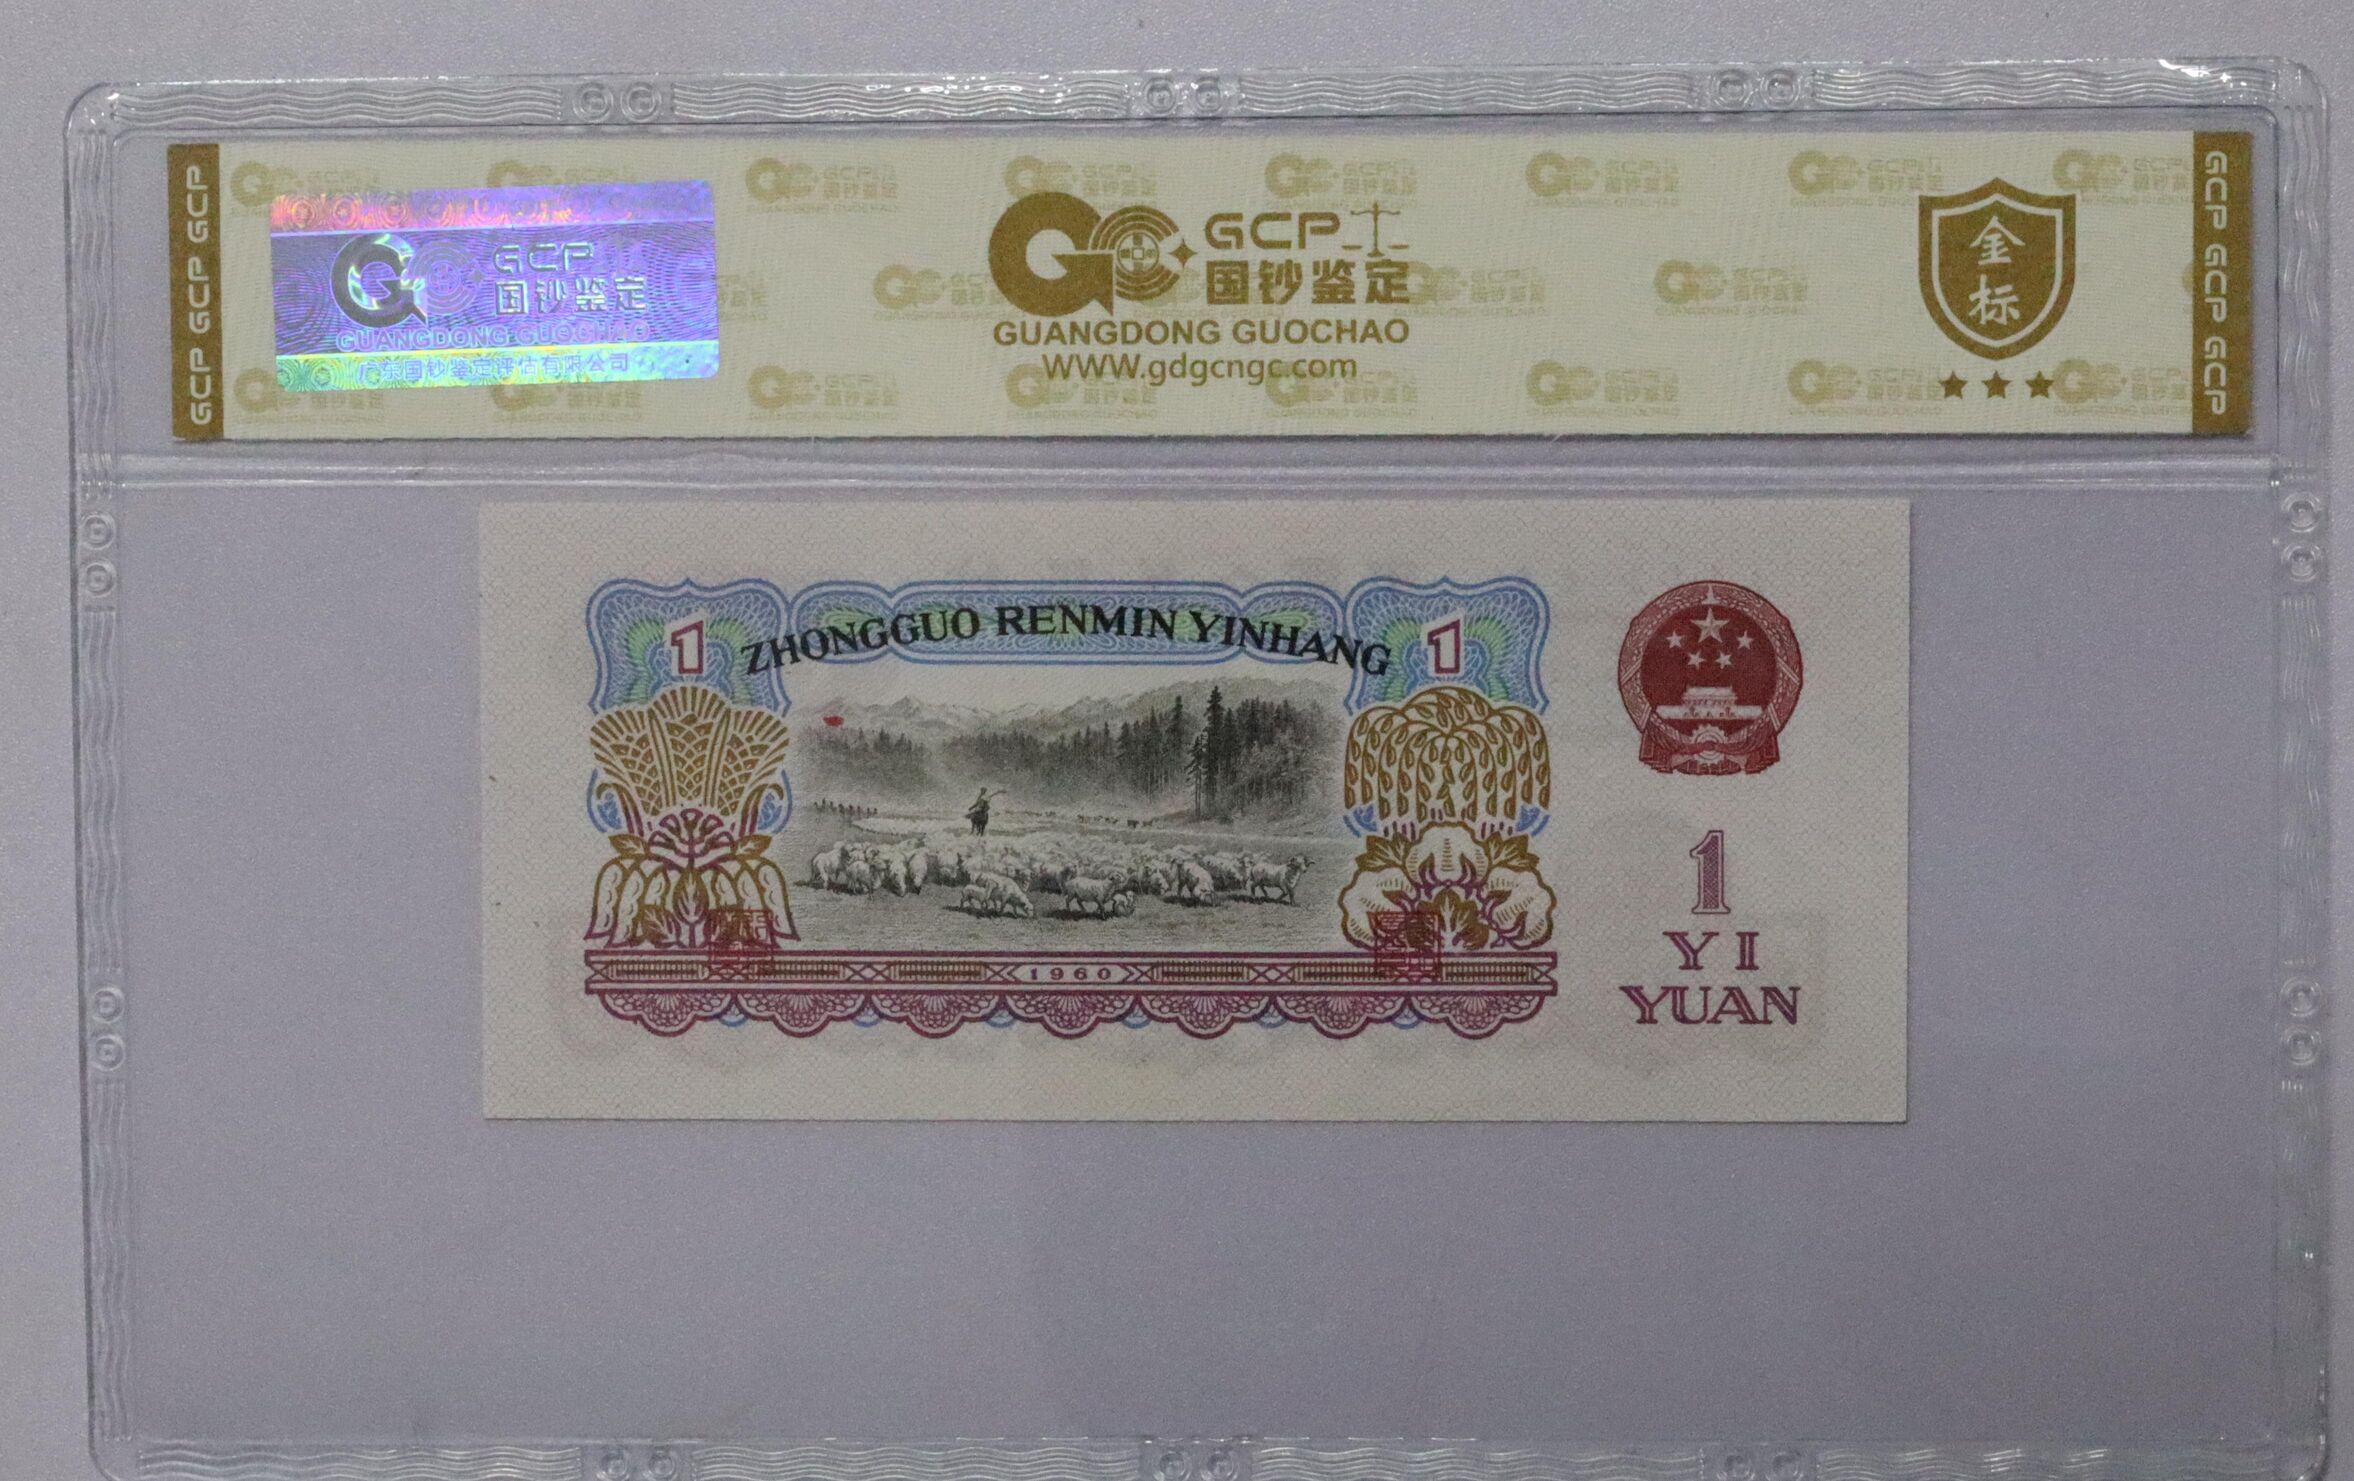 GCP GCP GCP
GCP
国钞鉴定
GUANGDONG GUOCHAO
广东国钞鉴定评估有限公司
GCP
国钞鉴定
GUANGDONG GUOCHAO
WWW.gdgcngc.com
金
标
GCP GCP GCP
1 ZHONGGUO RENMIN YINHANG 1
1
YI
YUAN
1960